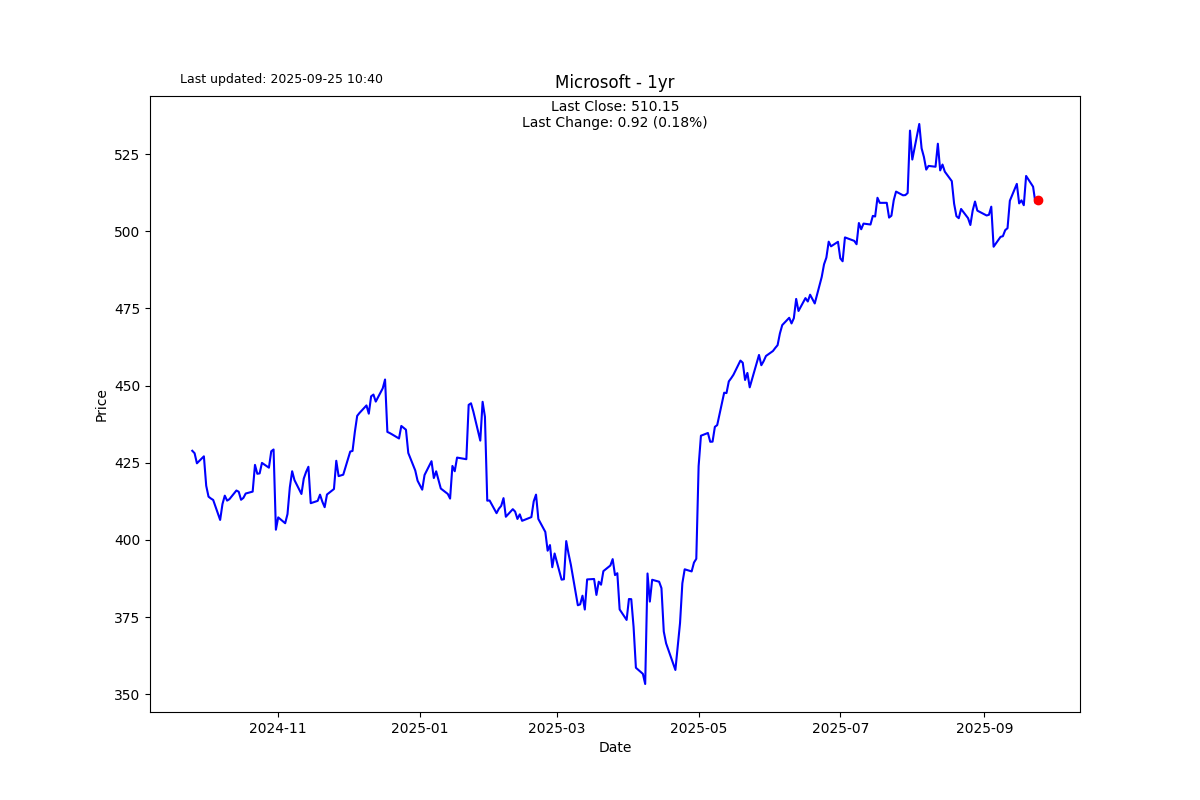 Last updated: 2025-09-25 10:40
Microsoft - 1yr
Last Close: 510.15
Last Change: 0.92 (0.18%)
525
500
475
450
425
400
375
350
Price
2024-11
2025-01
2025-03
2025-05
2025-07
2025-09
Date